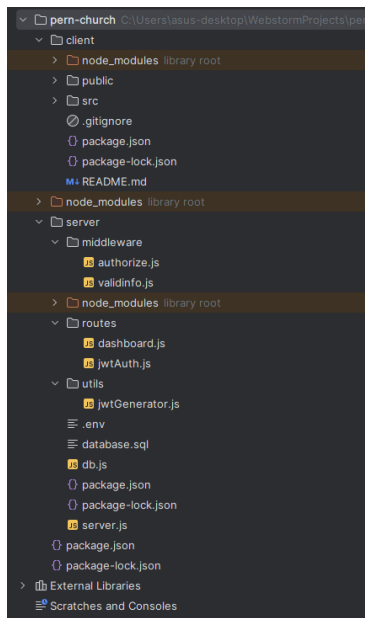 pern-church C:\Users\asus-desktop\WebstormProjects\per
client
node_modules library root
public
src
.gitignore
package.json
package-lock.json
README.md
node_modules library root
server
middleware
authorize.js
validinfo.js
node_modules library root
routes
dashboard.js
jwtAuth.js
utils
jwtGenerator.js
.env
database.sql
db.js
package.json
package-lock.json
server.js
package.json
package-lock.json
External Libraries
Scratches and Consoles